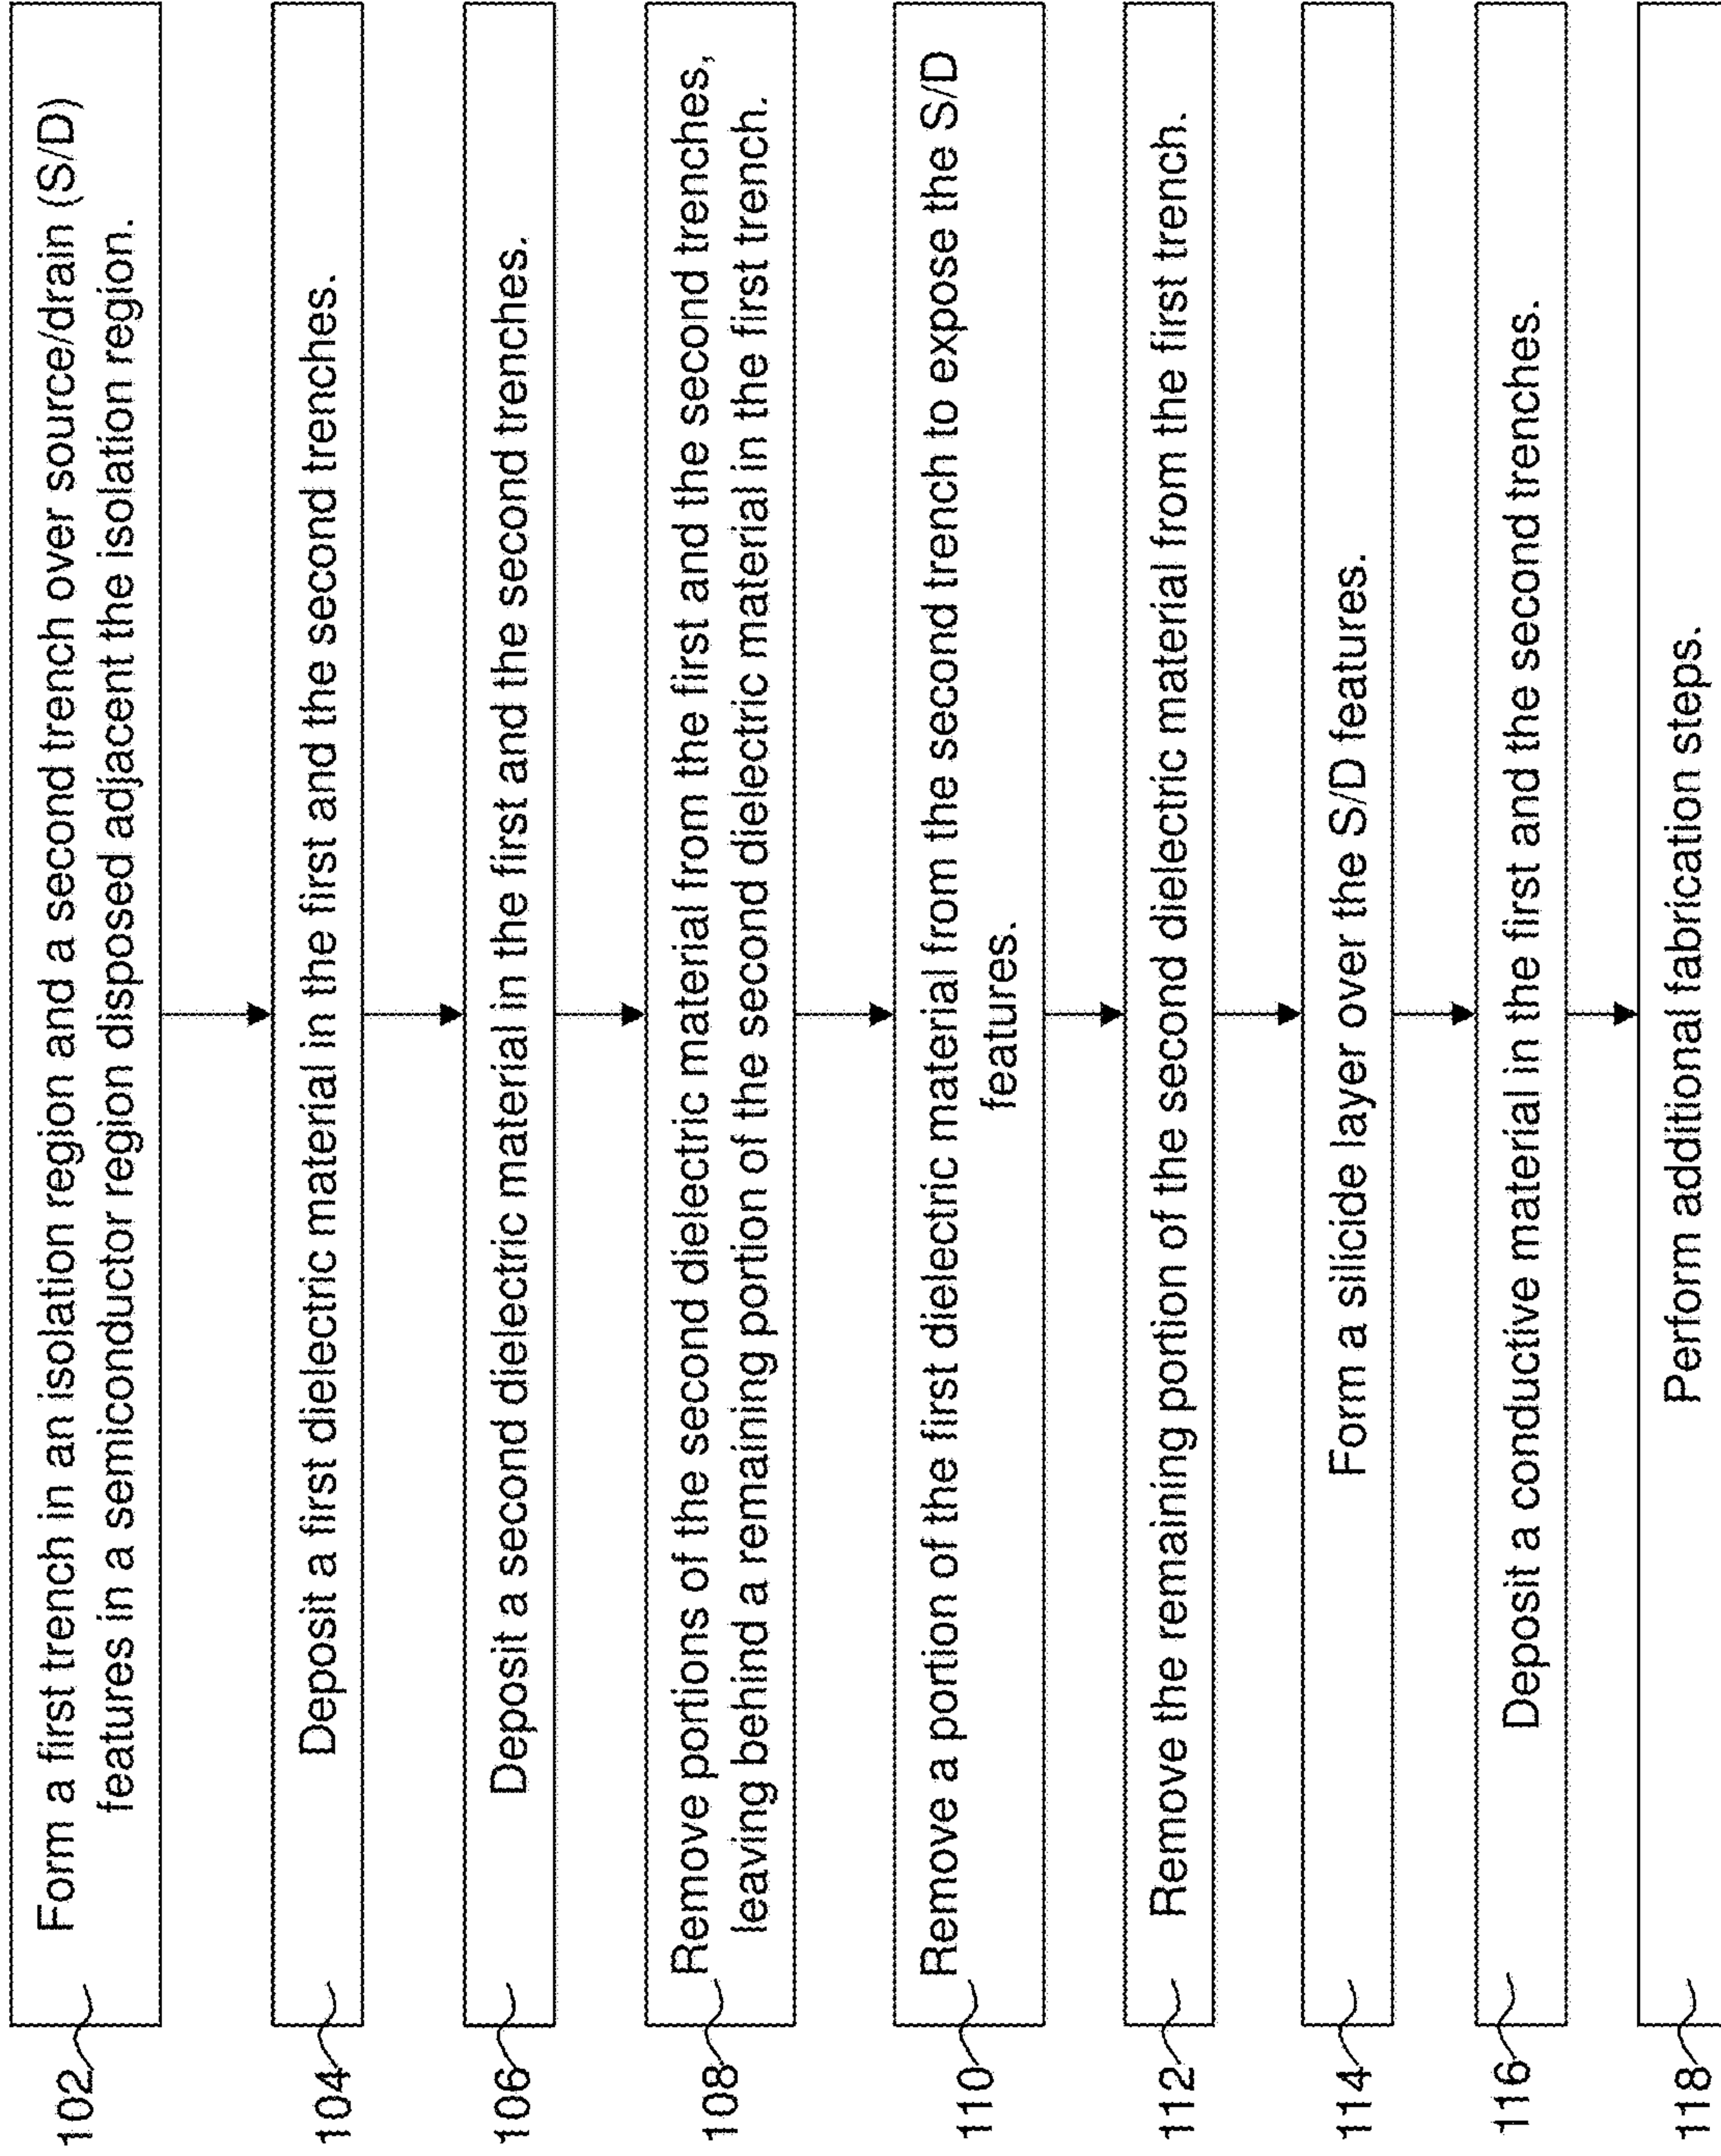 102
Form a first trench in an isolation region and a second trench over source/drain (S/D)
features in a semiconductor region disposed adjacent the isolation region.
104
Deposit a first dielectric material in the first and the second trenches.
106
Deposit a second dielectric material in the first and the second trenches.
108
Remove portions of the second dielectric material from the first and the second trenches,
leaving behind a remaining portion of the second dielectric material in the first trench.
110
Remove a portion of the first dielectric material from the second trench to expose the S/D
features.
112
Remove the remaining portion of the second dielectric material from the first trench.
114
Form a silicide layer over the S/D features.
116
Deposit a conductive material in the first and the second trenches.
118
Perform additional fabrication steps.